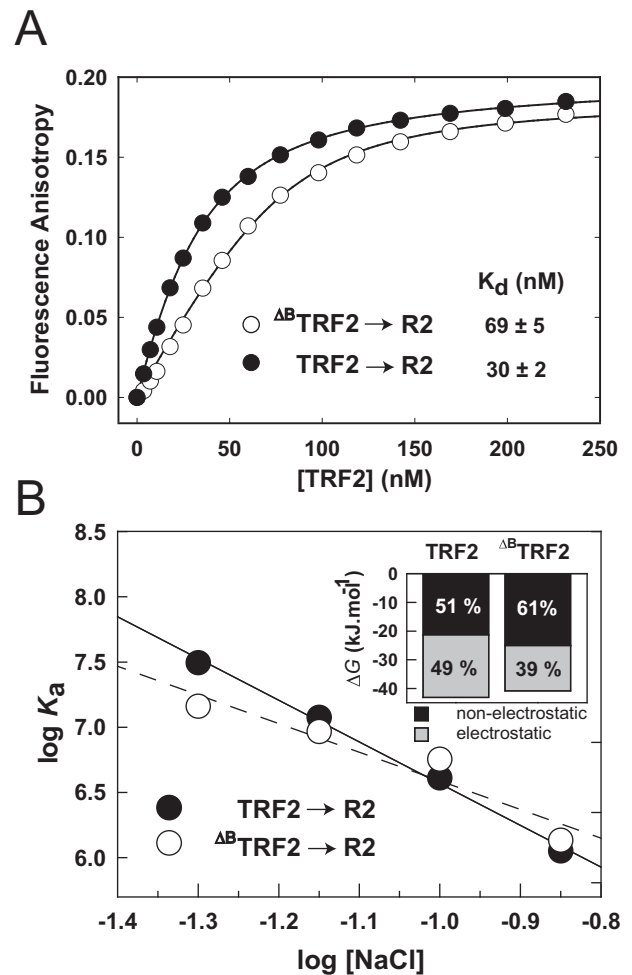 A
0.20
0.15
0.10
0.05
0.00
Fluorescence Anisotropy
K_d (nM)
ΔBTRF2 → R2 69 ± 5
TRF2 → R2 30 ± 2
0 50 100 150 200 250
[TRF2] (nM)
B
8.5
8.0
7.5
7.0
6.5
6.0
log Ka
TRF2 ΔBTRF2
0
-10
-20
-30
-40
ΔG (kJ.mol-1)
51 % 61%
49 % 39 %
non-electrostatic
electrostatic
TRF2 → R2
ΔBTRF2 → R2
-1.4 -1.3 -1.2 -1.1 -1.0 -0.9 -0.8
log [NaCl]